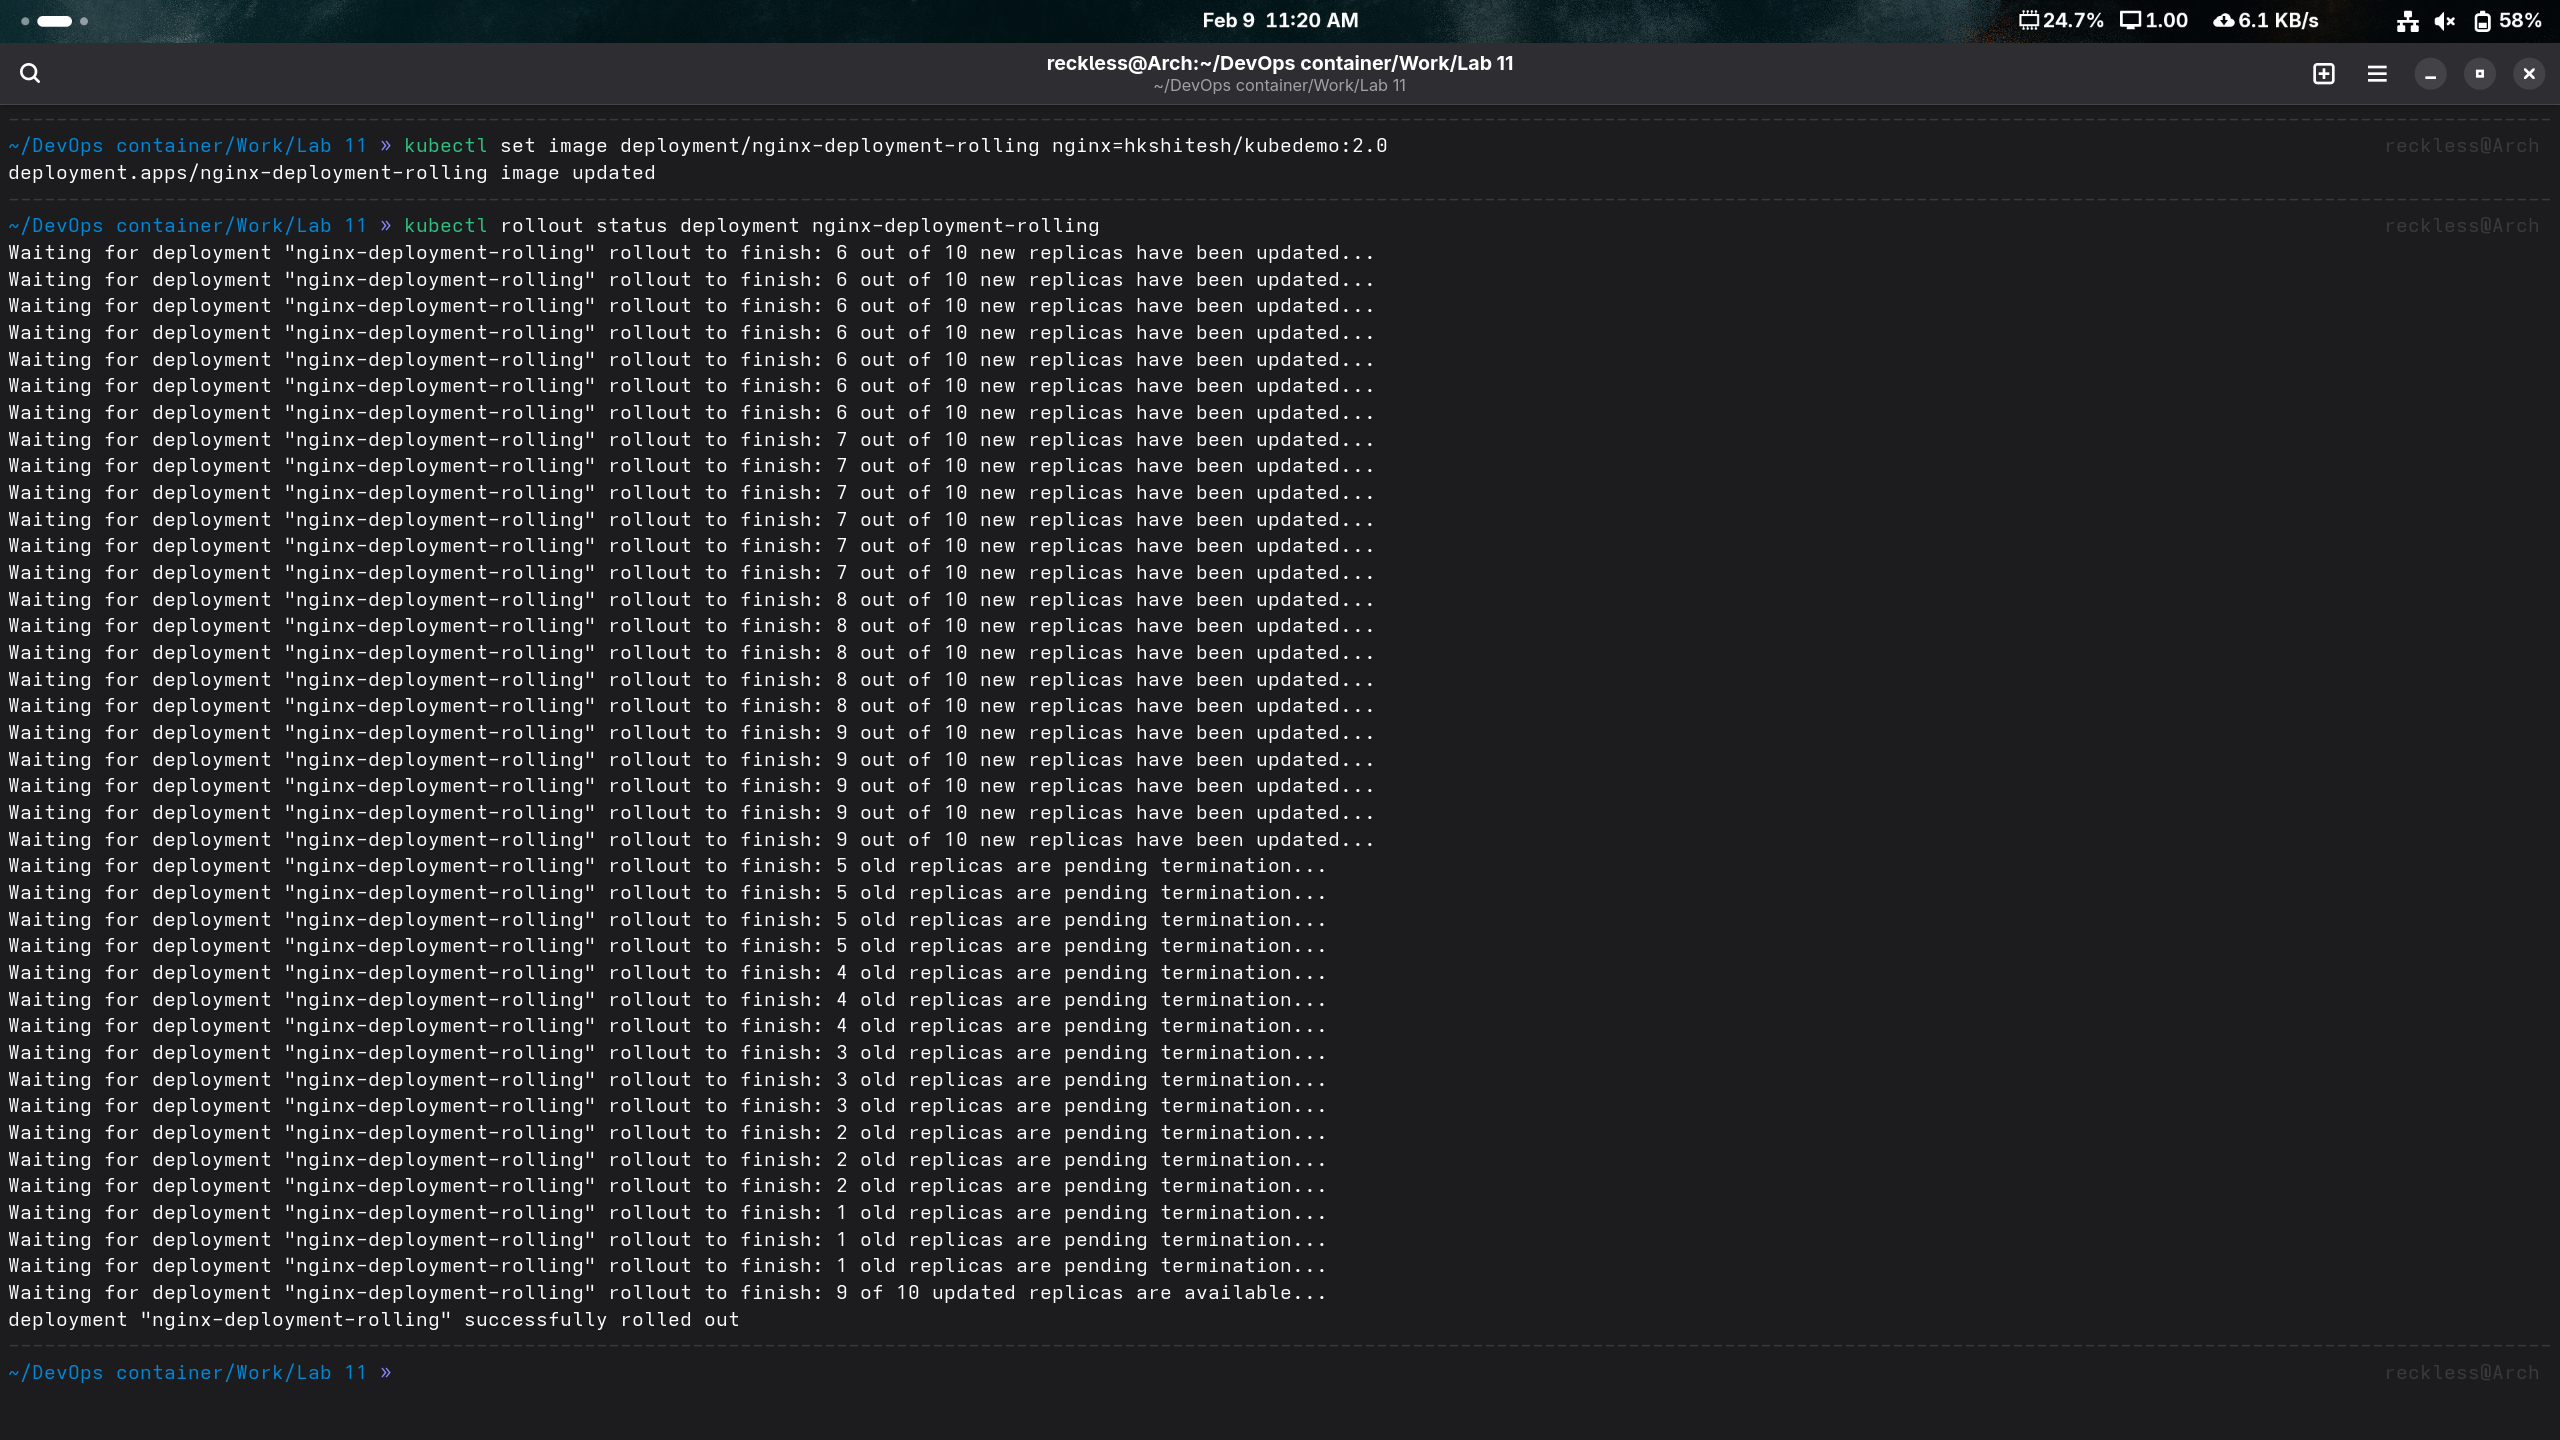 Feb 9 11:20 AM 24.7% 1.00 6.1 KB/s 58%
reckless@Arch:~/DevOps container/Work/Lab 11
~/DevOps container/Work/Lab 11
~/DevOps container/Work/Lab 11 » kubectl set image deployment/nginx-deployment-rolling nginx=hkshitesh/kubedemo:2.0 reckless@Arch
deployment.apps/nginx-deployment-rolling image updated
~/DevOps container/Work/Lab 11 » kubectl rollout status deployment nginx-deployment-rolling reckless@Arch
Waiting for deployment "nginx-deployment-rolling" rollout to finish: 6 out of 10 new replicas have been updated...
Waiting for deployment "nginx-deployment-rolling" rollout to finish: 6 out of 10 new replicas have been updated...
Waiting for deployment "nginx-deployment-rolling" rollout to finish: 6 out of 10 new replicas have been updated...
Waiting for deployment "nginx-deployment-rolling" rollout to finish: 6 out of 10 new replicas have been updated...
Waiting for deployment "nginx-deployment-rolling" rollout to finish: 6 out of 10 new replicas have been updated...
Waiting for deployment "nginx-deployment-rolling" rollout to finish: 6 out of 10 new replicas have been updated...
Waiting for deployment "nginx-deployment-rolling" rollout to finish: 6 out of 10 new replicas have been updated...
Waiting for deployment "nginx-deployment-rolling" rollout to finish: 7 out of 10 new replicas have been updated...
Waiting for deployment "nginx-deployment-rolling" rollout to finish: 7 out of 10 new replicas have been updated...
Waiting for deployment "nginx-deployment-rolling" rollout to finish: 7 out of 10 new replicas have been updated...
Waiting for deployment "nginx-deployment-rolling" rollout to finish: 7 out of 10 new replicas have been updated...
Waiting for deployment "nginx-deployment-rolling" rollout to finish: 7 out of 10 new replicas have been updated...
Waiting for deployment "nginx-deployment-rolling" rollout to finish: 7 out of 10 new replicas have been updated...
Waiting for deployment "nginx-deployment-rolling" rollout to finish: 8 out of 10 new replicas have been updated...
Waiting for deployment "nginx-deployment-rolling" rollout to finish: 8 out of 10 new replicas have been updated...
Waiting for deployment "nginx-deployment-rolling" rollout to finish: 8 out of 10 new replicas have been updated...
Waiting for deployment "nginx-deployment-rolling" rollout to finish: 8 out of 10 new replicas have been updated...
Waiting for deployment "nginx-deployment-rolling" rollout to finish: 8 out of 10 new replicas have been updated...
Waiting for deployment "nginx-deployment-rolling" rollout to finish: 9 out of 10 new replicas have been updated...
Waiting for deployment "nginx-deployment-rolling" rollout to finish: 9 out of 10 new replicas have been updated...
Waiting for deployment "nginx-deployment-rolling" rollout to finish: 9 out of 10 new replicas have been updated...
Waiting for deployment "nginx-deployment-rolling" rollout to finish: 9 out of 10 new replicas have been updated...
Waiting for deployment "nginx-deployment-rolling" rollout to finish: 9 out of 10 new replicas have been updated...
Waiting for deployment "nginx-deployment-rolling" rollout to finish: 5 old replicas are pending termination...
Waiting for deployment "nginx-deployment-rolling" rollout to finish: 5 old replicas are pending termination...
Waiting for deployment "nginx-deployment-rolling" rollout to finish: 5 old replicas are pending termination...
Waiting for deployment "nginx-deployment-rolling" rollout to finish: 5 old replicas are pending termination...
Waiting for deployment "nginx-deployment-rolling" rollout to finish: 4 old replicas are pending termination...
Waiting for deployment "nginx-deployment-rolling" rollout to finish: 4 old replicas are pending termination...
Waiting for deployment "nginx-deployment-rolling" rollout to finish: 4 old replicas are pending termination...
Waiting for deployment "nginx-deployment-rolling" rollout to finish: 3 old replicas are pending termination...
Waiting for deployment "nginx-deployment-rolling" rollout to finish: 3 old replicas are pending termination...
Waiting for deployment "nginx-deployment-rolling" rollout to finish: 3 old replicas are pending termination...
Waiting for deployment "nginx-deployment-rolling" rollout to finish: 2 old replicas are pending termination...
Waiting for deployment "nginx-deployment-rolling" rollout to finish: 2 old replicas are pending termination...
Waiting for deployment "nginx-deployment-rolling" rollout to finish: 2 old replicas are pending termination...
Waiting for deployment "nginx-deployment-rolling" rollout to finish: 1 old replicas are pending termination...
Waiting for deployment "nginx-deployment-rolling" rollout to finish: 1 old replicas are pending termination...
Waiting for deployment "nginx-deployment-rolling" rollout to finish: 1 old replicas are pending termination...
Waiting for deployment "nginx-deployment-rolling" rollout to finish: 9 of 10 updated replicas are available...
deployment "nginx-deployment-rolling" successfully rolled out
~/DevOps container/Work/Lab 11 » reckless@Arch